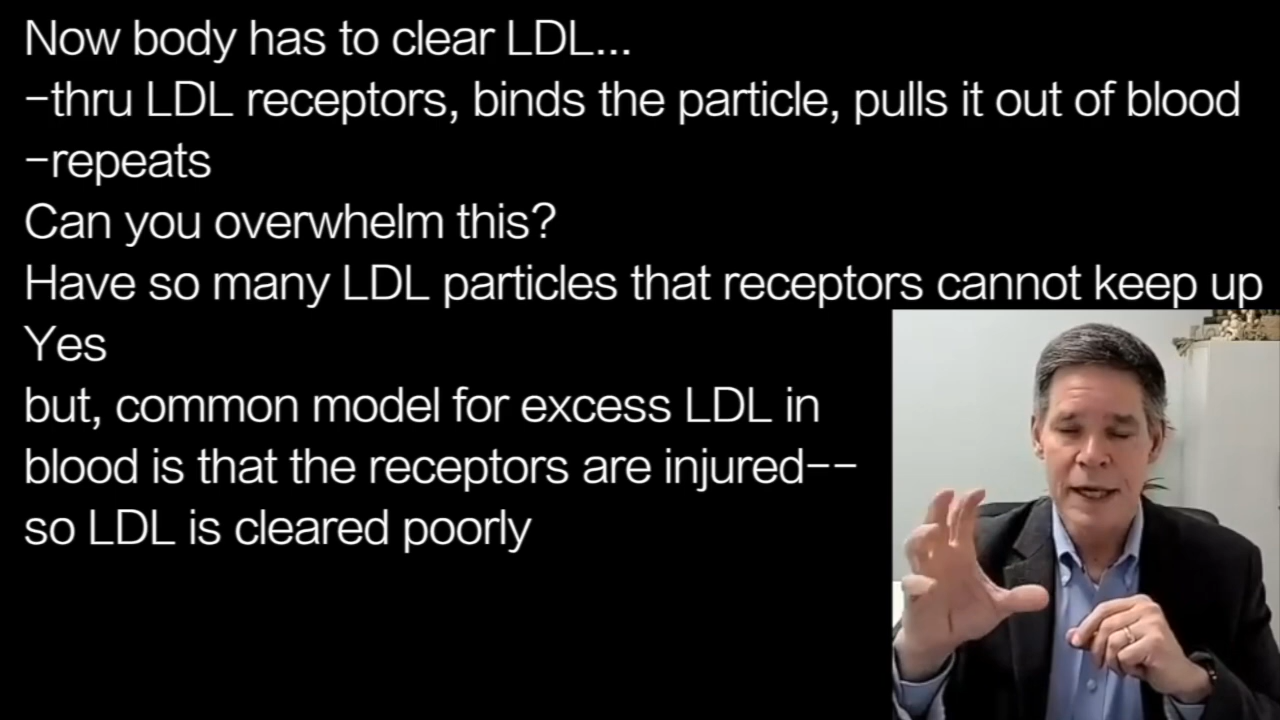 Now body has to clear LDL...
–thru LDL receptors, binds the particle, pulls it out of blood
–repeats
Can you overwhelm this?
Have so many LDL particles that receptors cannot keep up
Yes
but, common model for excess LDL in
blood is that the receptors are injured––
so LDL is cleared poorly